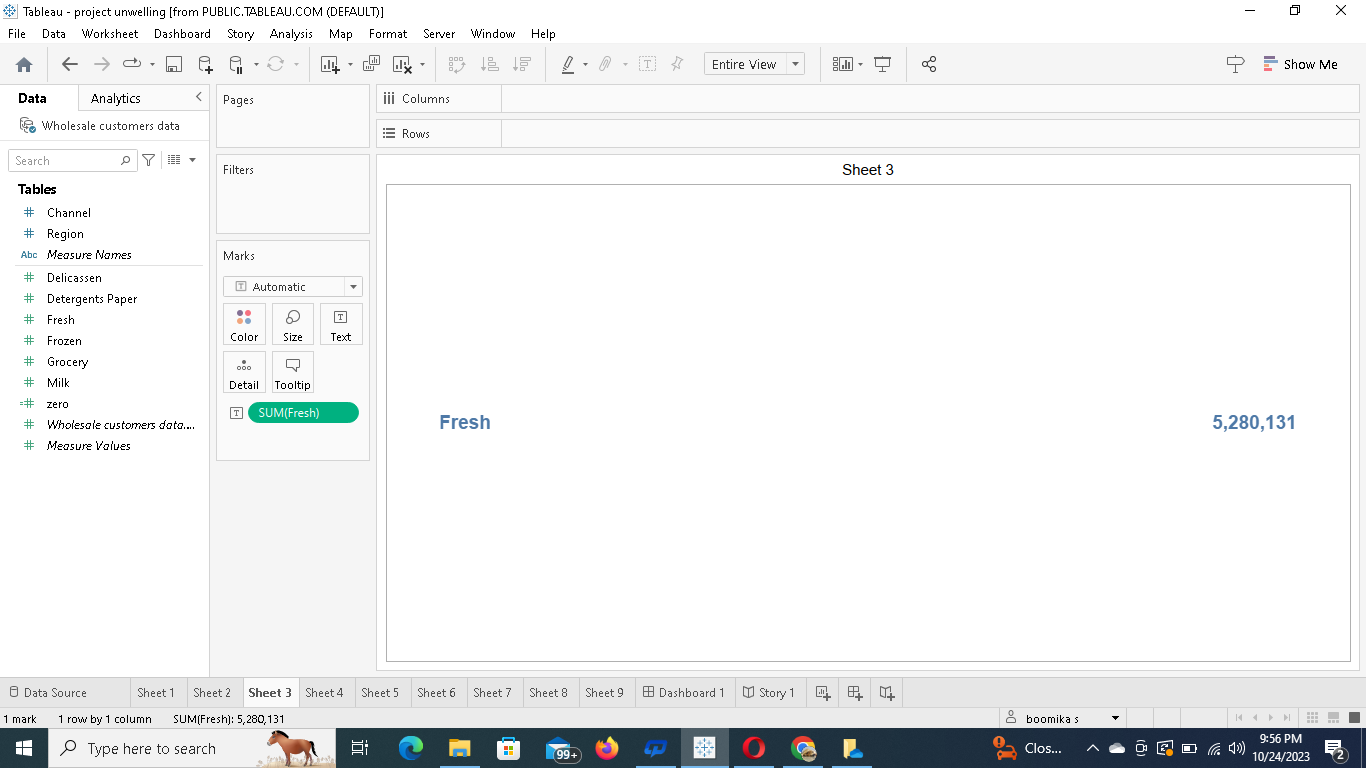 Tableau - project unwelling [from PUBLIC.TABLEAU.COM (DEFAULT)]
File Data Worksheet Dashboard Story Analysis Map Format Server Window Help
Entire View
Show Me
Data Analytics
Wholesale customers data
Search
Tables
Channel
Region
Abc Measure Names
Delicassen
Detergents Paper
Fresh
Frozen
Grocery
Milk
zero
Wholesale customers data....
Measure Values
Pages
Filters
Marks
Automatic
Color Size Text
Detail Tooltip
SUM(Fresh)
Columns
Rows
Sheet 3
Fresh 5,280,131
Data Source Sheet 1 Sheet 2 Sheet 3 Sheet 4 Sheet 5 Sheet 6 Sheet 7 Sheet 8 Sheet 9 Dashboard 1 Story 1
1 mark 1 row by 1 column SUM(Fresh): 5,280,131 boomika s
Type here to search 99+ Clos... 9:56 PM
10/24/2023 2